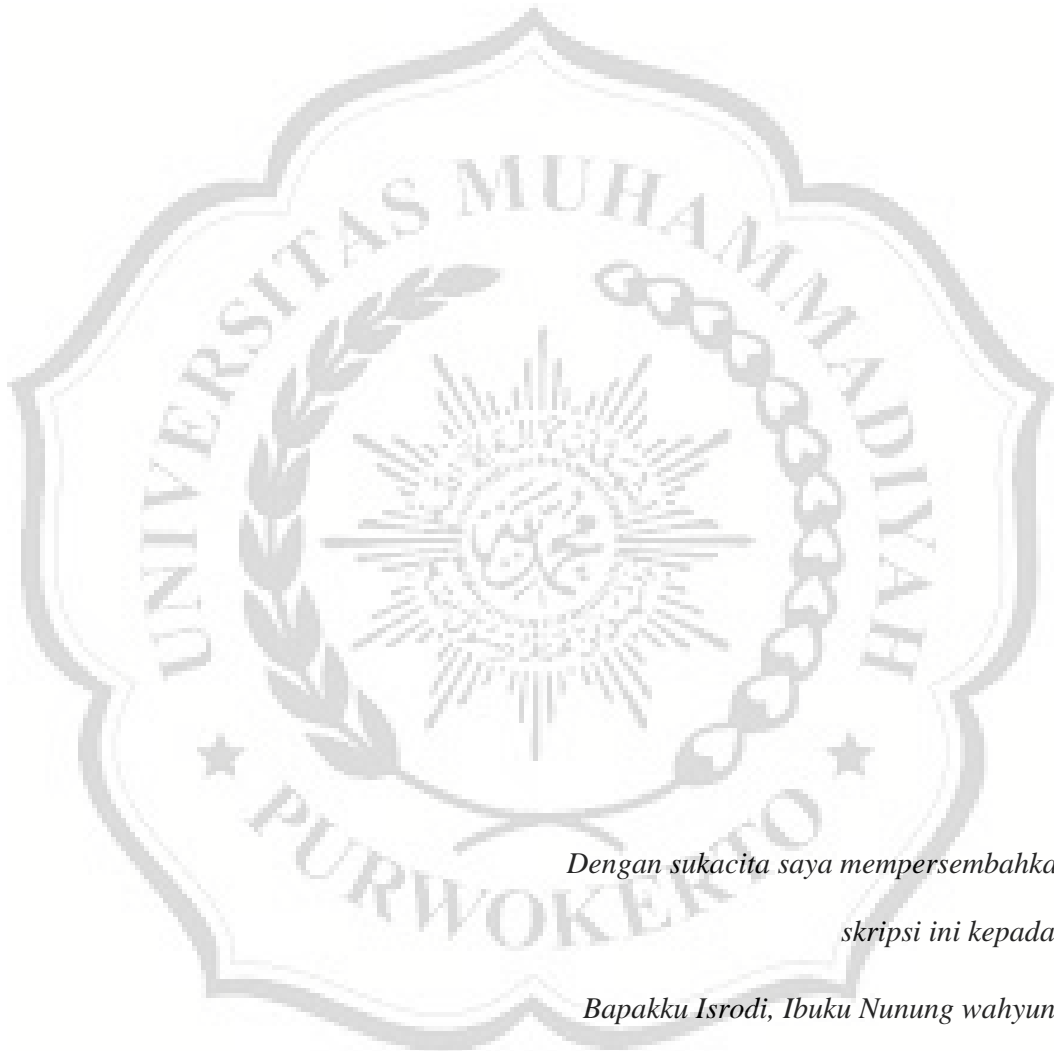 UNIVERSITAS MUHAMMADIYAH
PURWOKERTO
Dengan sukacita saya mempersembahka
skripsi ini kepada
Bapakku Isrodi, Ibuku Nunung wahyun